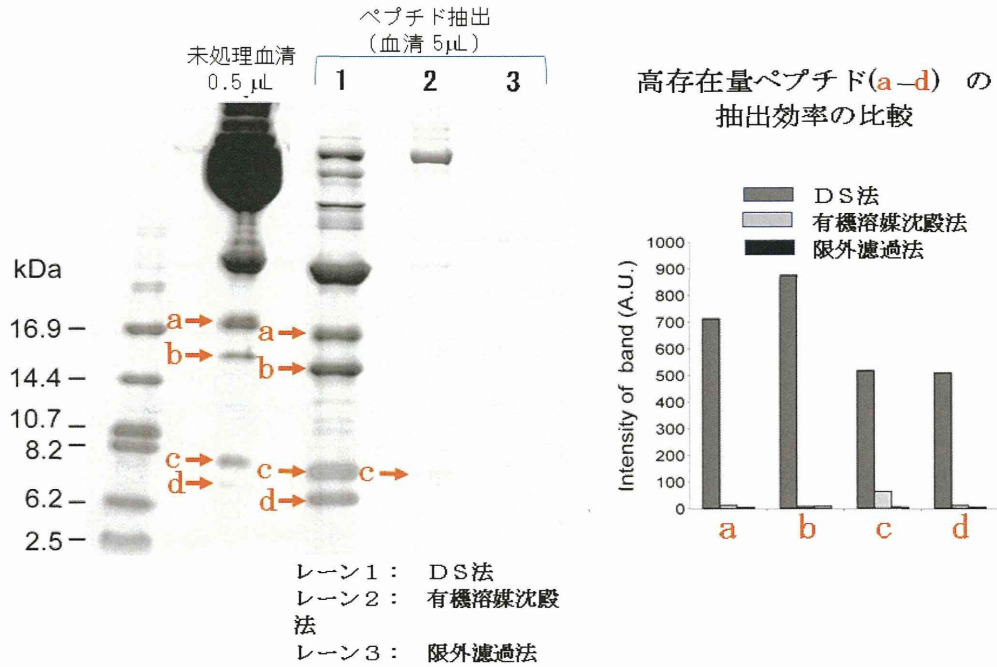 ペプチド抽出
(血清 5μL)
未処理血清
0.5 μL
1
2
3
kDa
16.9
14.4
10.7
8.2
6.2
2.5
a
b
c
d
a
b
c
d
c
レーン1: DS法
レーン2: 有機溶媒沈殿
法
レーン3: 限外濾過法
高存在量ペプチド(a–d) の
抽出効率の比較
DS法
有機溶媒沈殿法
限外濾過法
Intensity of band (A.U.)
1000
900
800
700
600
500
400
300
200
100
0
a
b
c
d